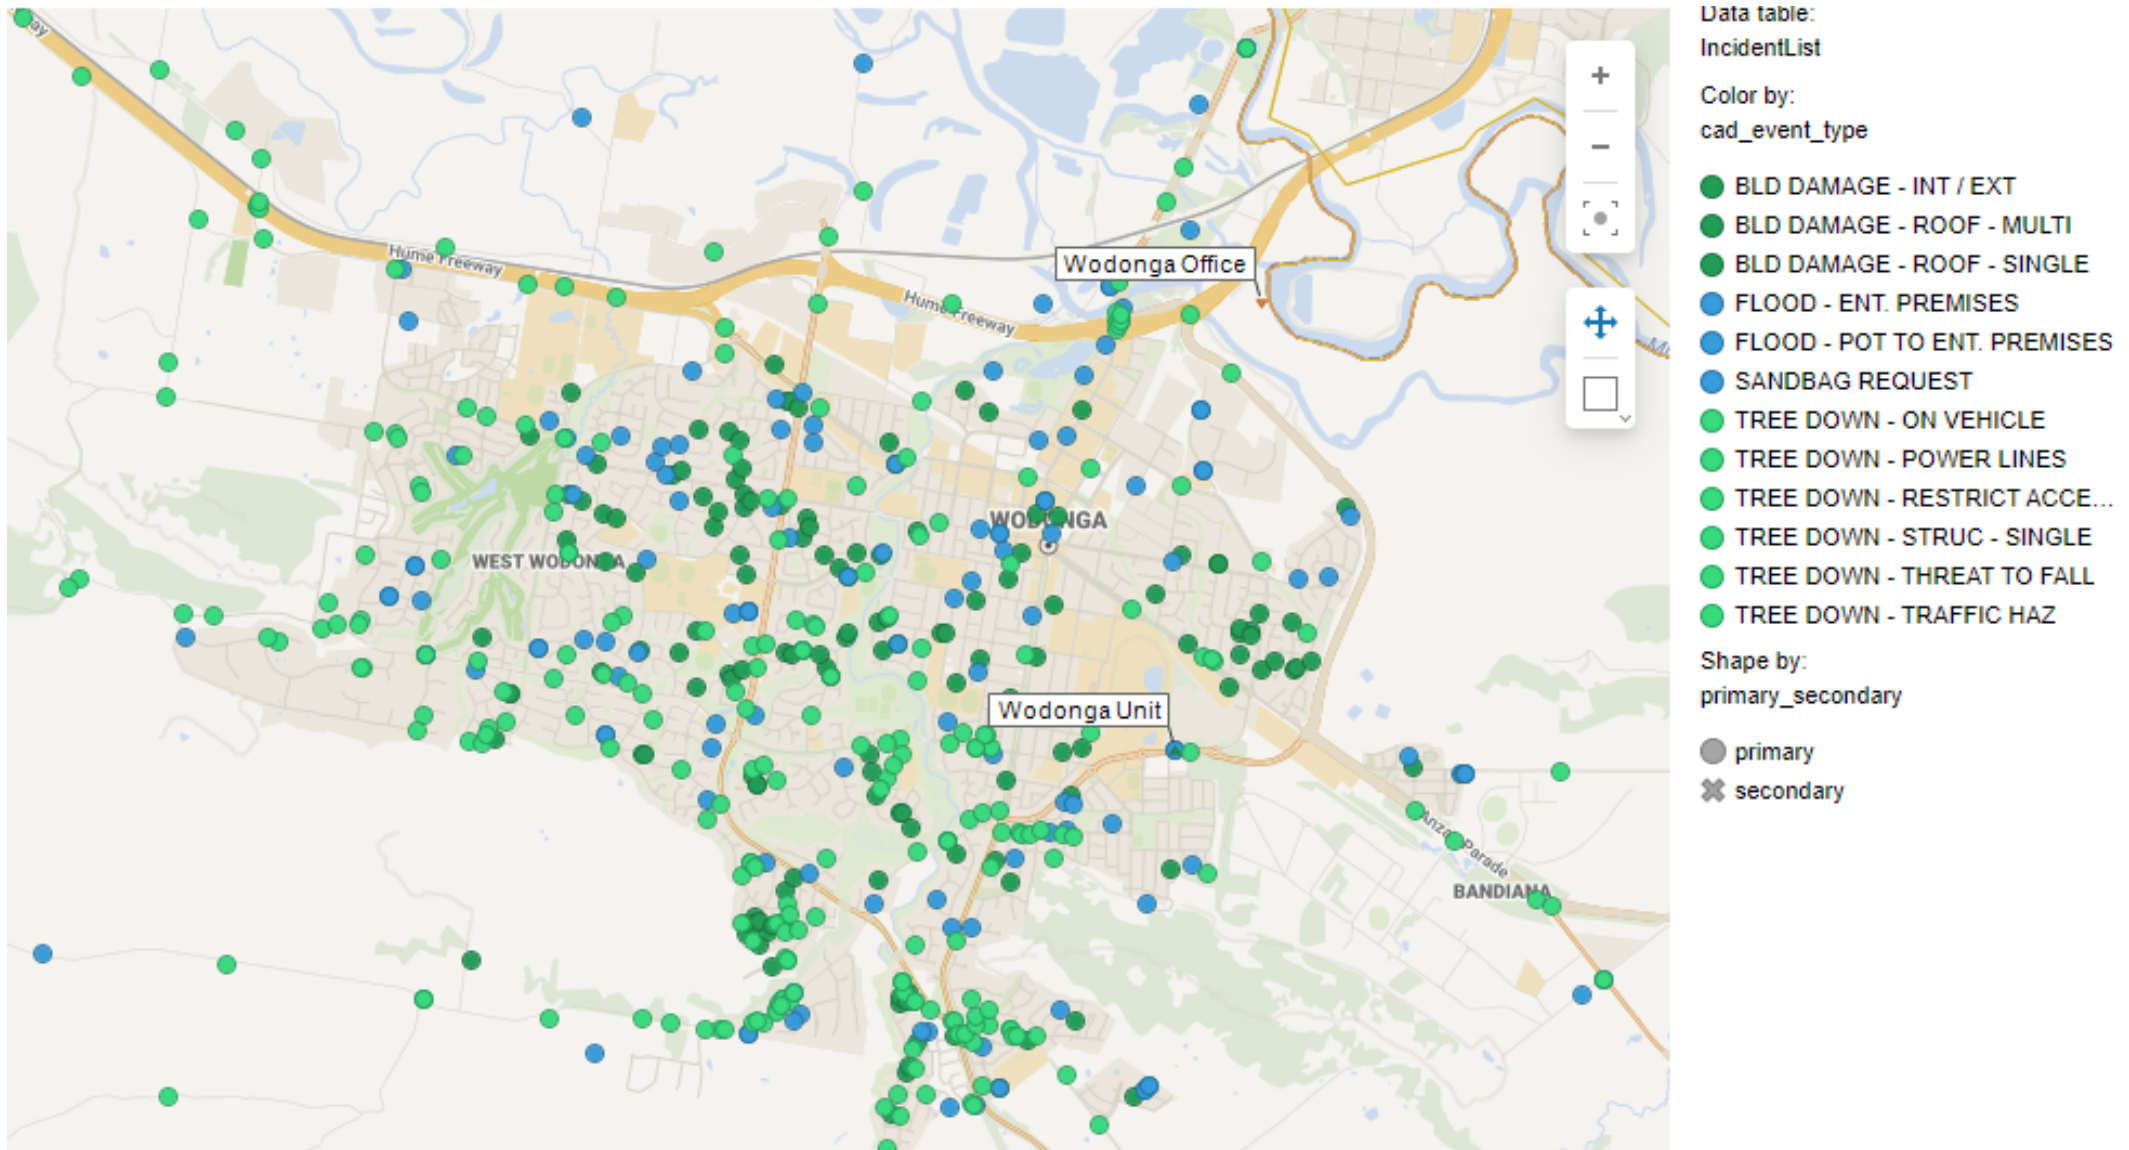 Data table:
IncidentList
Color by:
cad_event_type
BLD DAMAGE - INT / EXT
BLD DAMAGE - ROOF - MULTI
BLD DAMAGE - ROOF - SINGLE
FLOOD - ENT. PREMISES
FLOOD - POT TO ENT. PREMISES
SANDBAG REQUEST
TREE DOWN - ON VEHICLE
TREE DOWN - POWER LINES
TREE DOWN - RESTRICT ACCE...
TREE DOWN - STRUC - SINGLE
TREE DOWN - THREAT TO FALL
TREE DOWN - TRAFFIC HAZ
Shape by:
primary_secondary
primary
secondary
Hume Freeway
Wodonga Office
Hume Freeway
WODONGA
WEST WODONGA
Wodonga Unit
Anzac Parade
BANDIANA